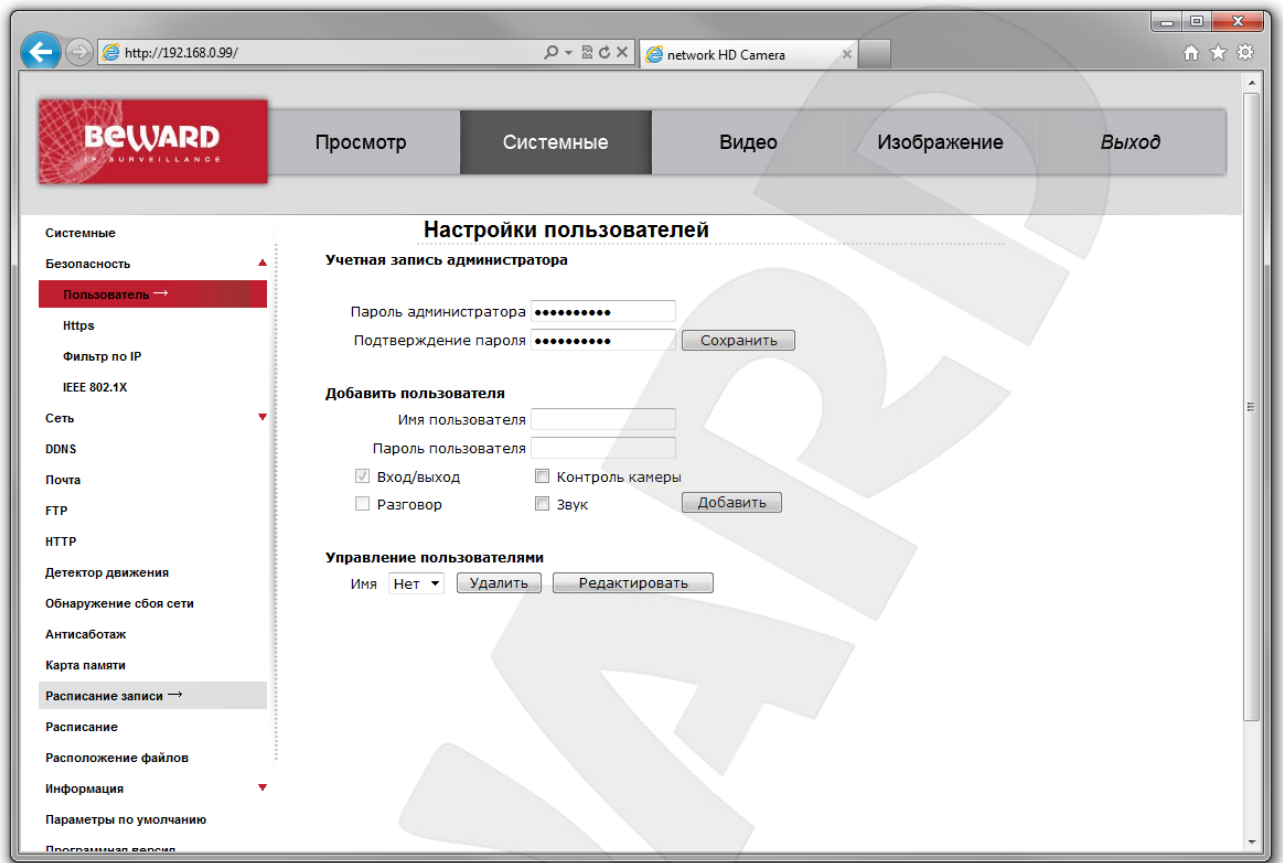 http://192.168.0.99/
network HD Camera
BEWARD
IP SURVEILLANCE
Просмотр
Системные
Видео
Изображение
Выход
Системные
Безопасность
Пользователь →
Https
Фильтр по IP
IEEE 802.1X
Сеть
DDNS
Почта
FTP
HTTP
Детектор движения
Обнаружение сбоя сети
Антисаботаж
Карта памяти
Расписание записи →
Расписание
Расположение файлов
Информация
Параметры по умолчанию
Программная версия
Настройки пользователей
Учетная запись администратора
Пароль администратора ••••••••••
Подтверждение пароля •••••••••• Сохранить
Добавить пользователя
Имя пользователя
Пароль пользователя
Вход/выход Контроль камеры
Разговор Звук Добавить
Управление пользователями
Имя Нет Удалить Редактировать